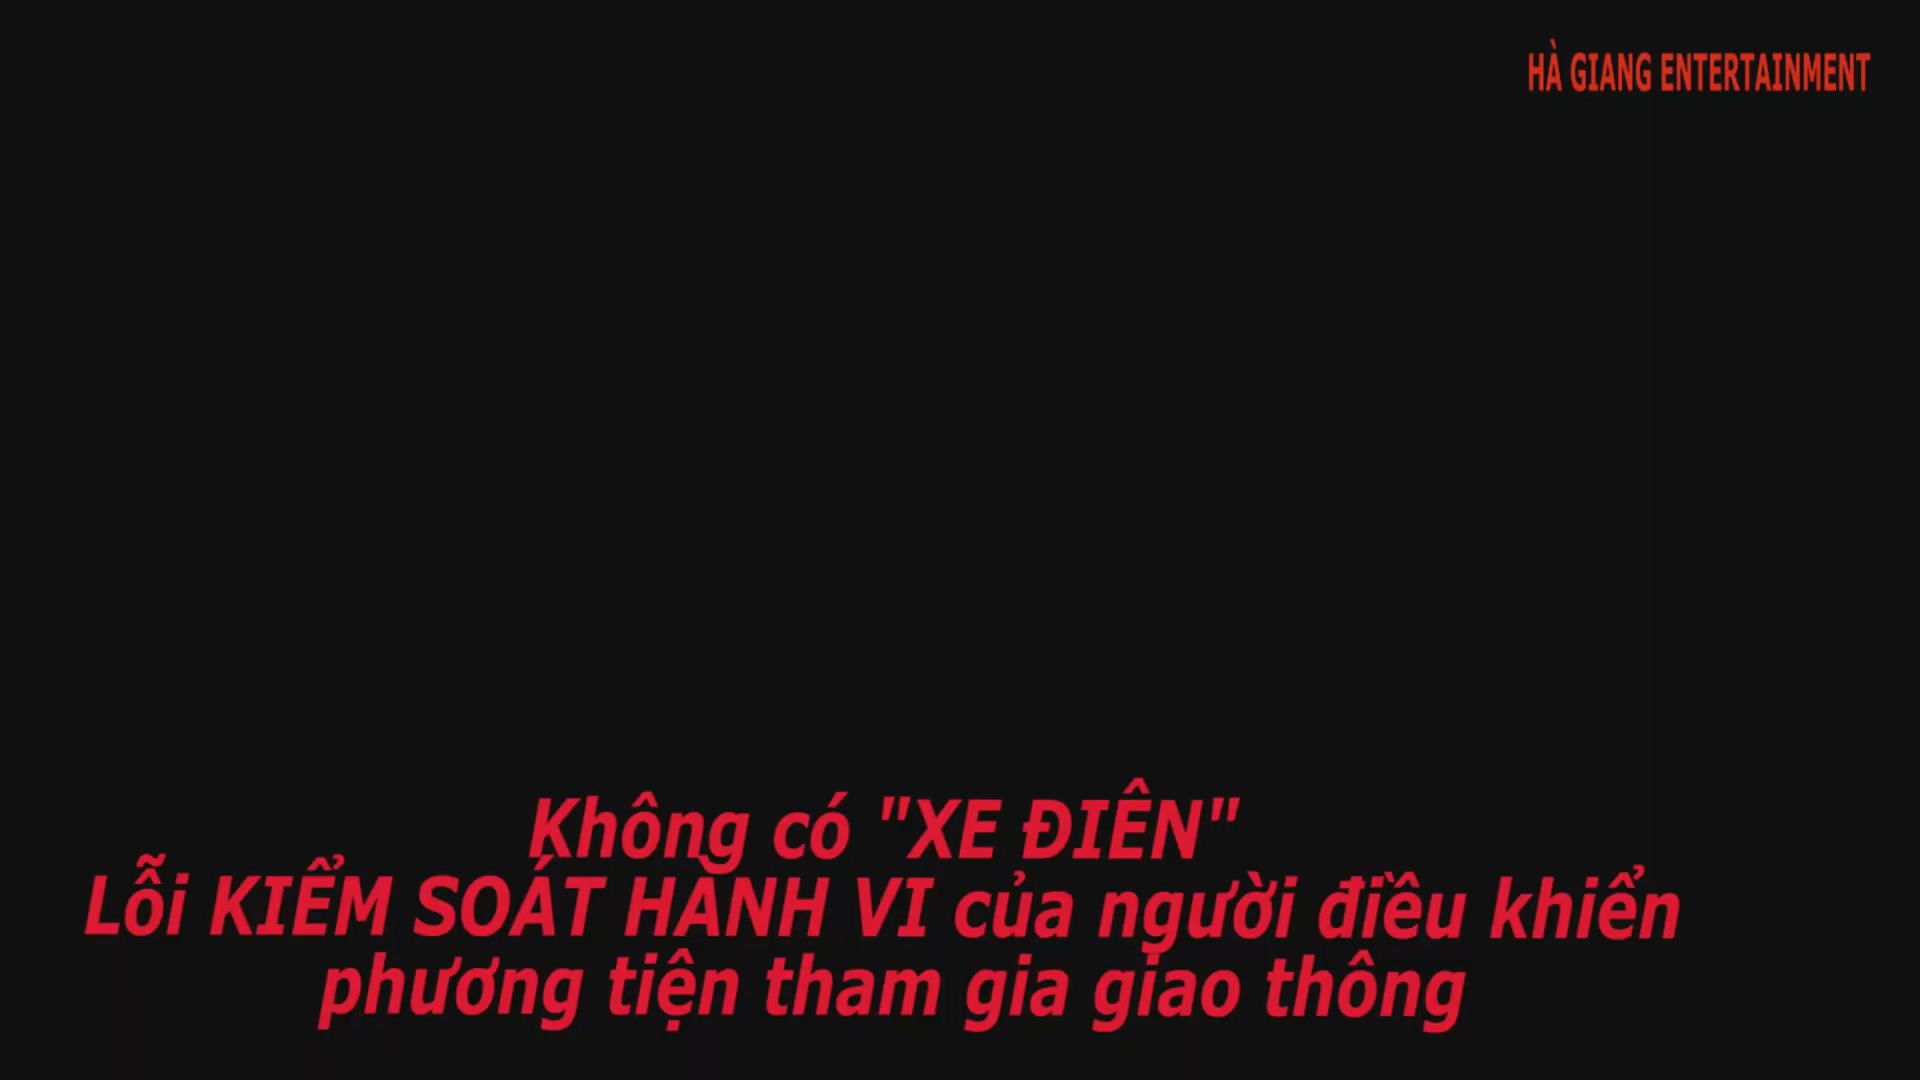 HÀ GIANG ENTERTAINMENT
Không có "XE ĐIÊN"
Lỗi KIỂM SOÁT HÀNH VI của người điều khiển
phương tiện tham gia giao thông